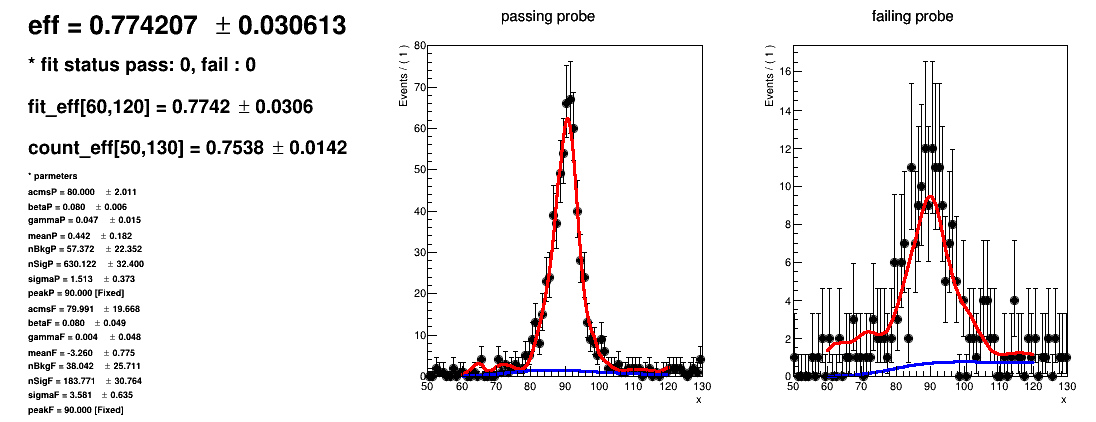 eff = 0.774207 ± 0.030613
* fit status pass: 0, fail : 0
fit_eff[60,120] = 0.7742 ± 0.0306
count_eff[50,130] = 0.7538 ± 0.0142
* parmeters
acmsP = 80.000 ± 2.011
betaP = 0.080 ± 0.006
gammaP = 0.047 ± 0.015
meanP = 0.442 ± 0.182
nBkgP = 57.372 ± 22.352
nSigP = 630.122 ± 32.400
sigmaP = 1.513 ± 0.373
peakP = 90.000 [Fixed]
acmsF = 79.991 ± 19.668
betaF = 0.080 ± 0.049
gammaF = 0.004 ± 0.048
meanF = -3.260 ± 0.775
nBkgF = 38.042 ± 25.711
nSigF = 183.771 ± 30.764
sigmaF = 3.581 ± 0.635
peakF = 90.000 [Fixed]
passing probe
Events / ( 1 )
80
70
60
50
40
30
20
10
0
50 60 70 80 90 100 110 120 130
x
failing probe
Events / ( 1 )
16
14
12
10
8
6
4
2
0
50 60 70 80 90 100 110 120 130
x